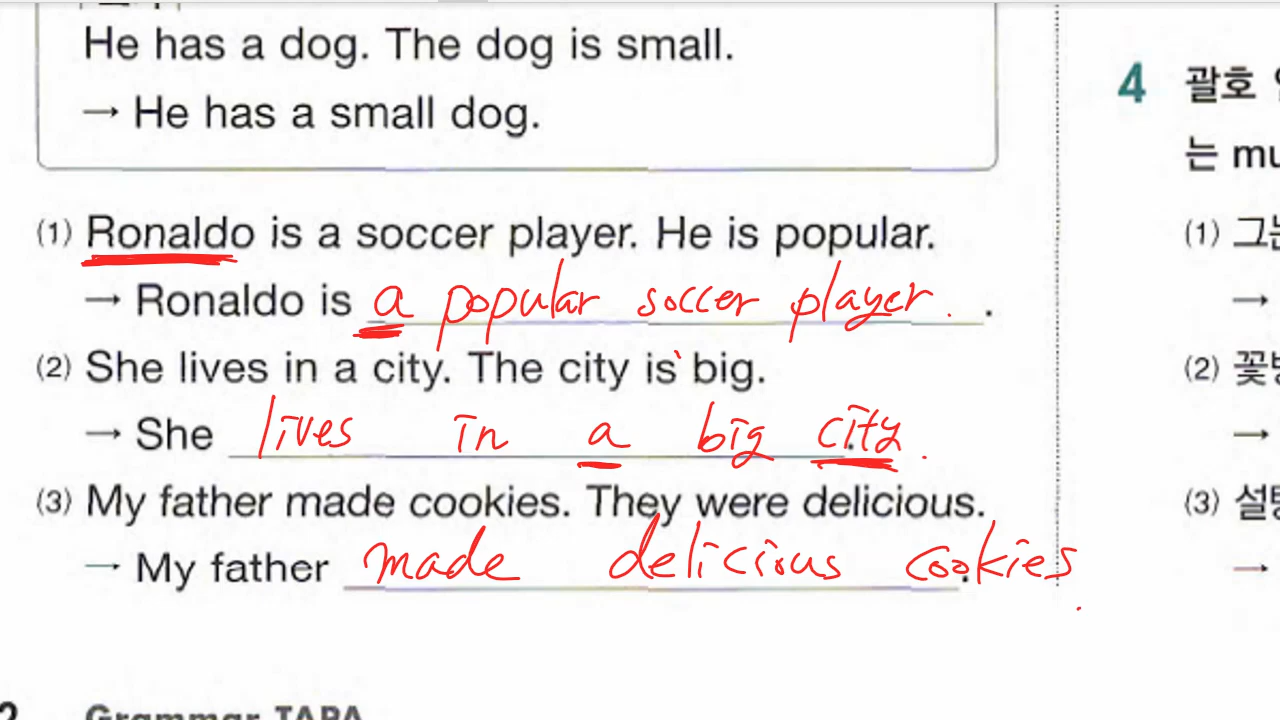 He has a dog. The dog is small.
→ He has a small dog.
(1) Ronaldo is a soccer player. He is popular.
→ Ronaldo is a popular soccer player. .
(2) She lives in a city. The city is big.
→ She lives in a big city.
(3) My father made cookies. They were delicious.
→ My father made delicious cookies.
Grammar TAPA
4 괄호
는 mu
(1) 그는
→
(2)
→
(3) 설탕
→